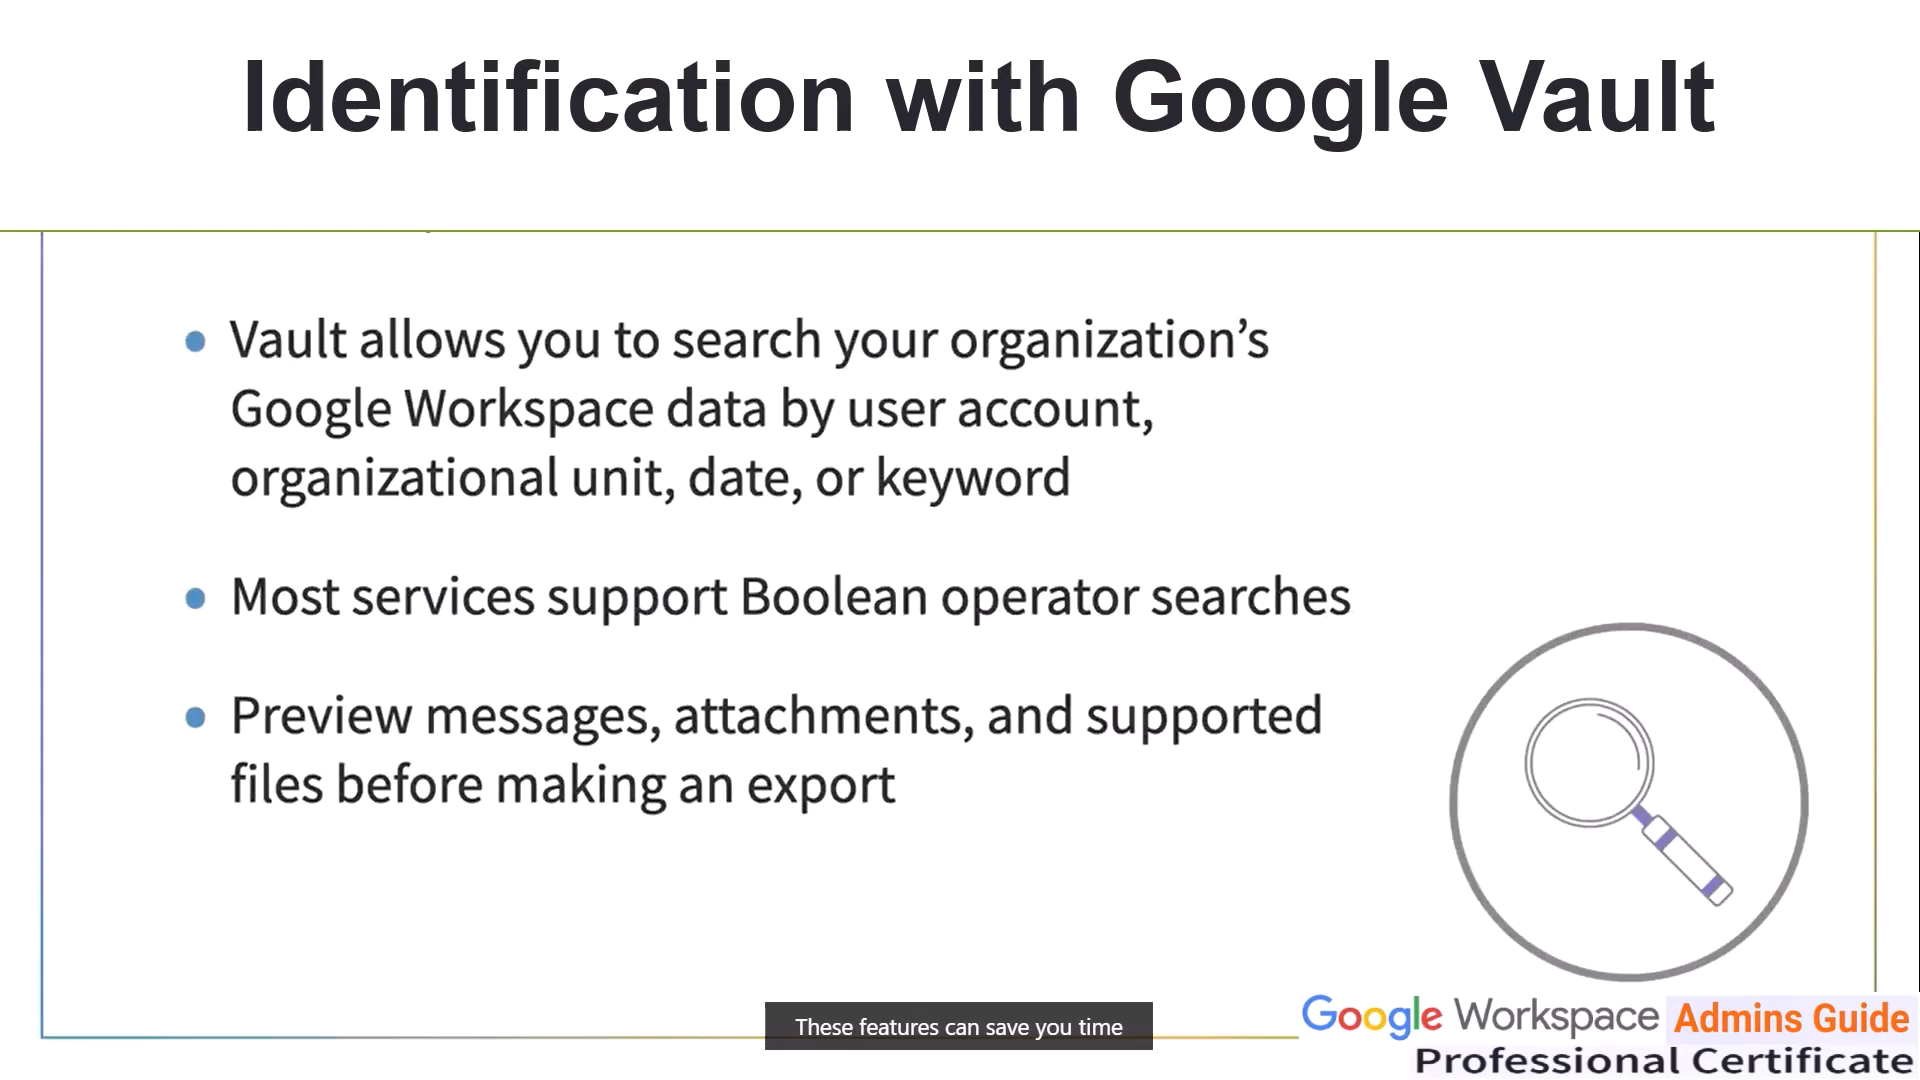 Identification with Google Vault
• Vault allows you to search your organization’s
Google Workspace data by user account,
organizational unit, date, or keyword
• Most services support Boolean operator searches
• Preview messages, attachments, and supported
files before making an export
These features can save you time
Google Workspace Admins Guide
Professional Certificate